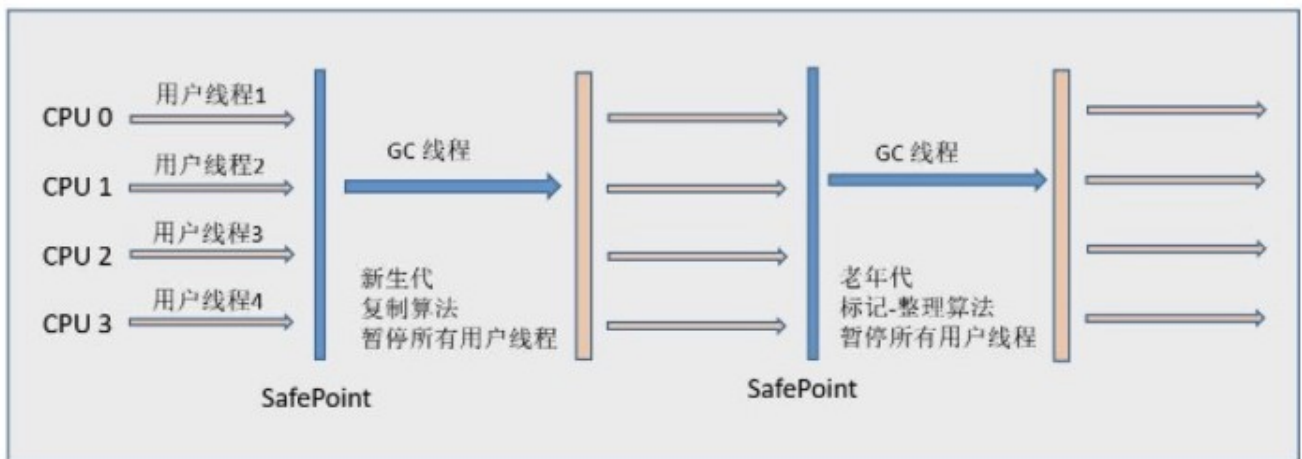 用户线程1
CPU 0
GC 线程
GC 线程
用户线程2
CPU 1
用户线程3
CPU 2
新生代
复制算法
暂停所有用户线程
老年代
标记-整理算法
暂停所有用户线程
用户线程4
CPU 3
SafePoint
SafePoint